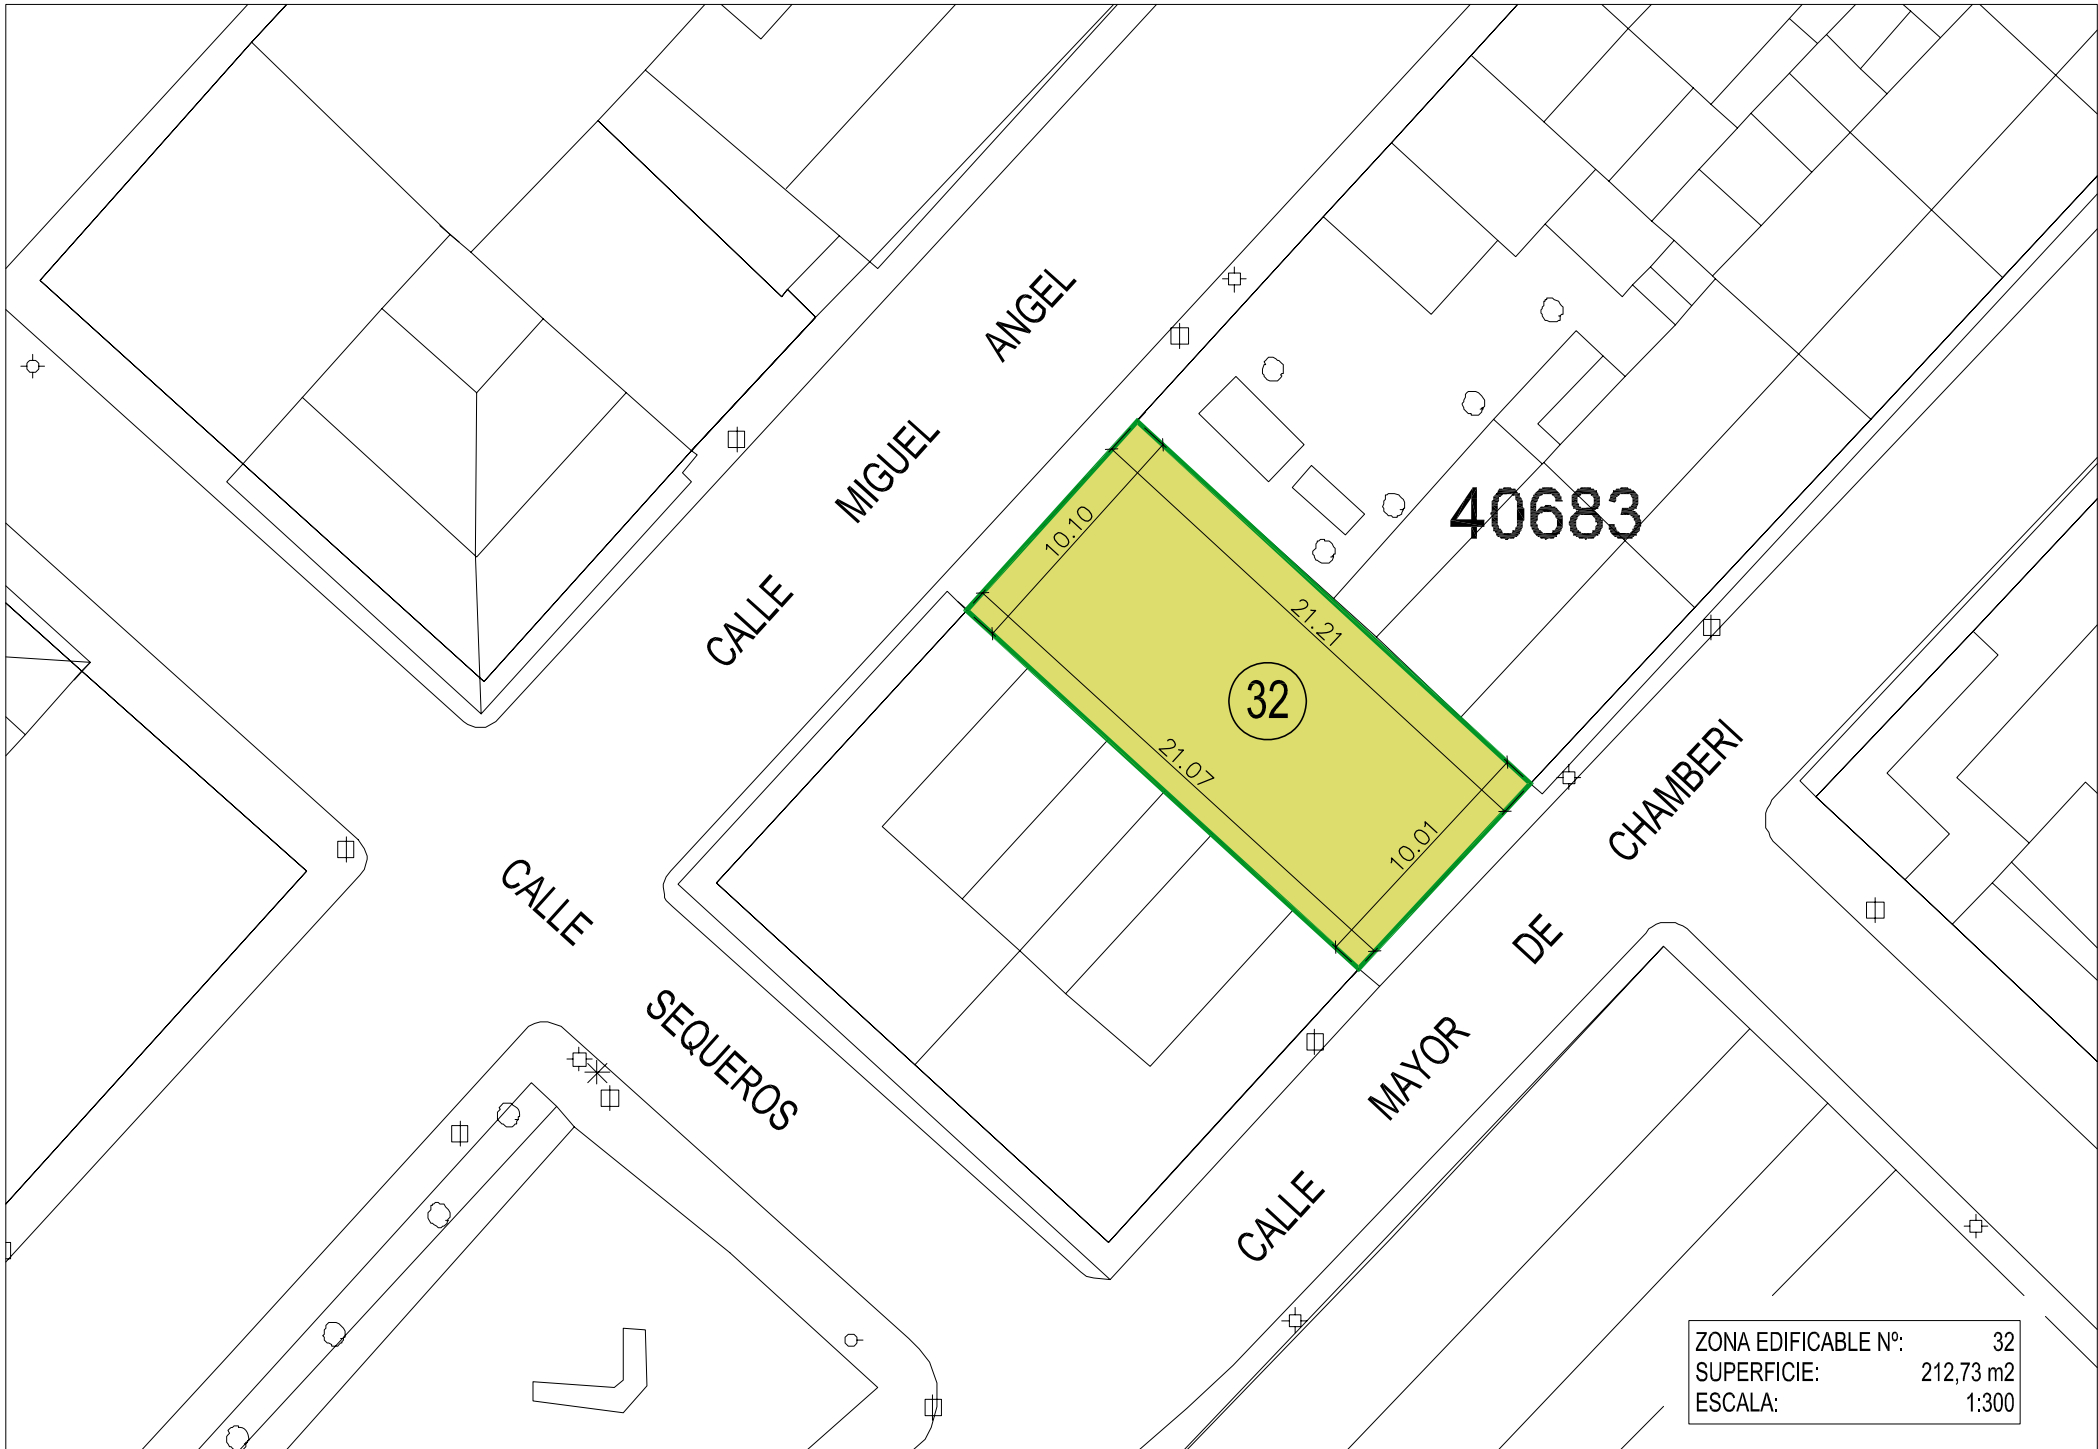 CALLE MIGUEL ANGEL
40683
10.10
21.21
32
21.07
10.01
CALLE SEQUEROS
CALLE MAYOR DE CHAMBERI
ZONA EDIFICABLE Nº: 32
SUPERFICIE: 212,73 m2
ESCALA: 1:300